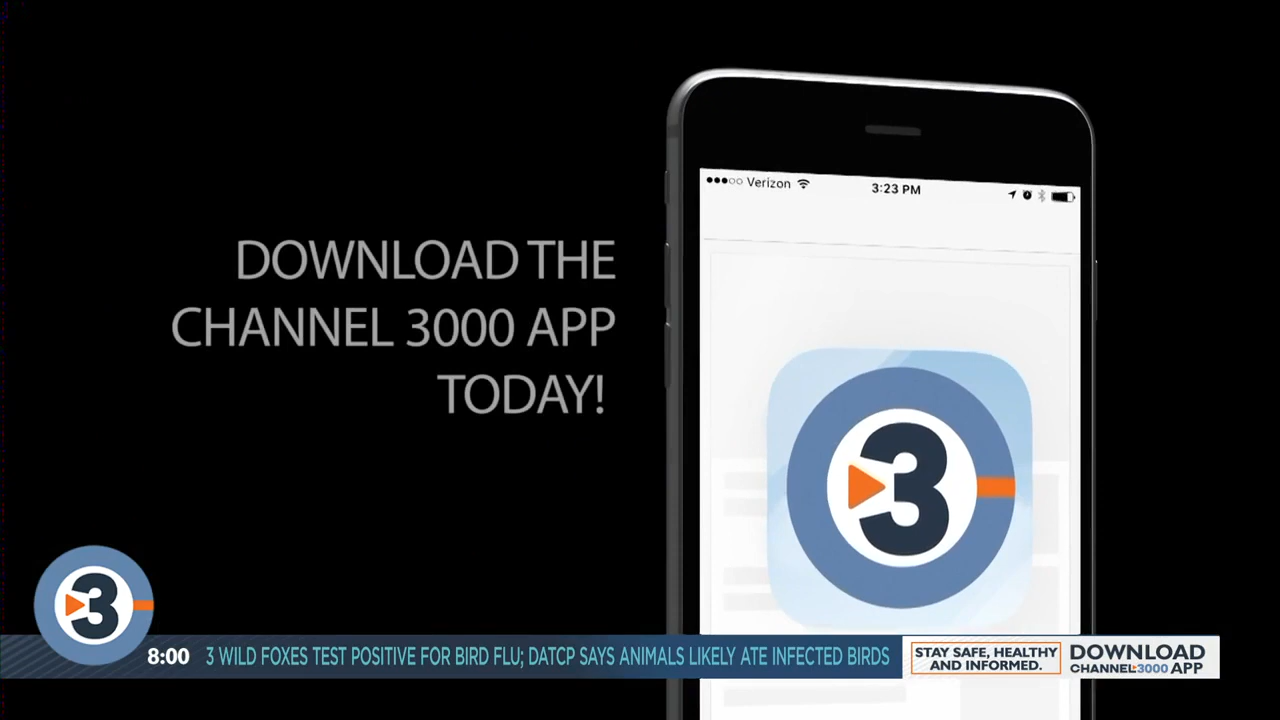 DOWNLOAD THE
CHANNEL 3000 APP
TODAY!
Verizon
3:23 PM
3
3
8:00
3 WILD FOXES TEST POSITIVE FOR BIRD FLU; DATCP SAYS ANIMALS LIKELY ATE INFECTED BIRDS
STAY SAFE, HEALTHY
AND INFORMED.
DOWNLOAD
CHANNEL3000 APP